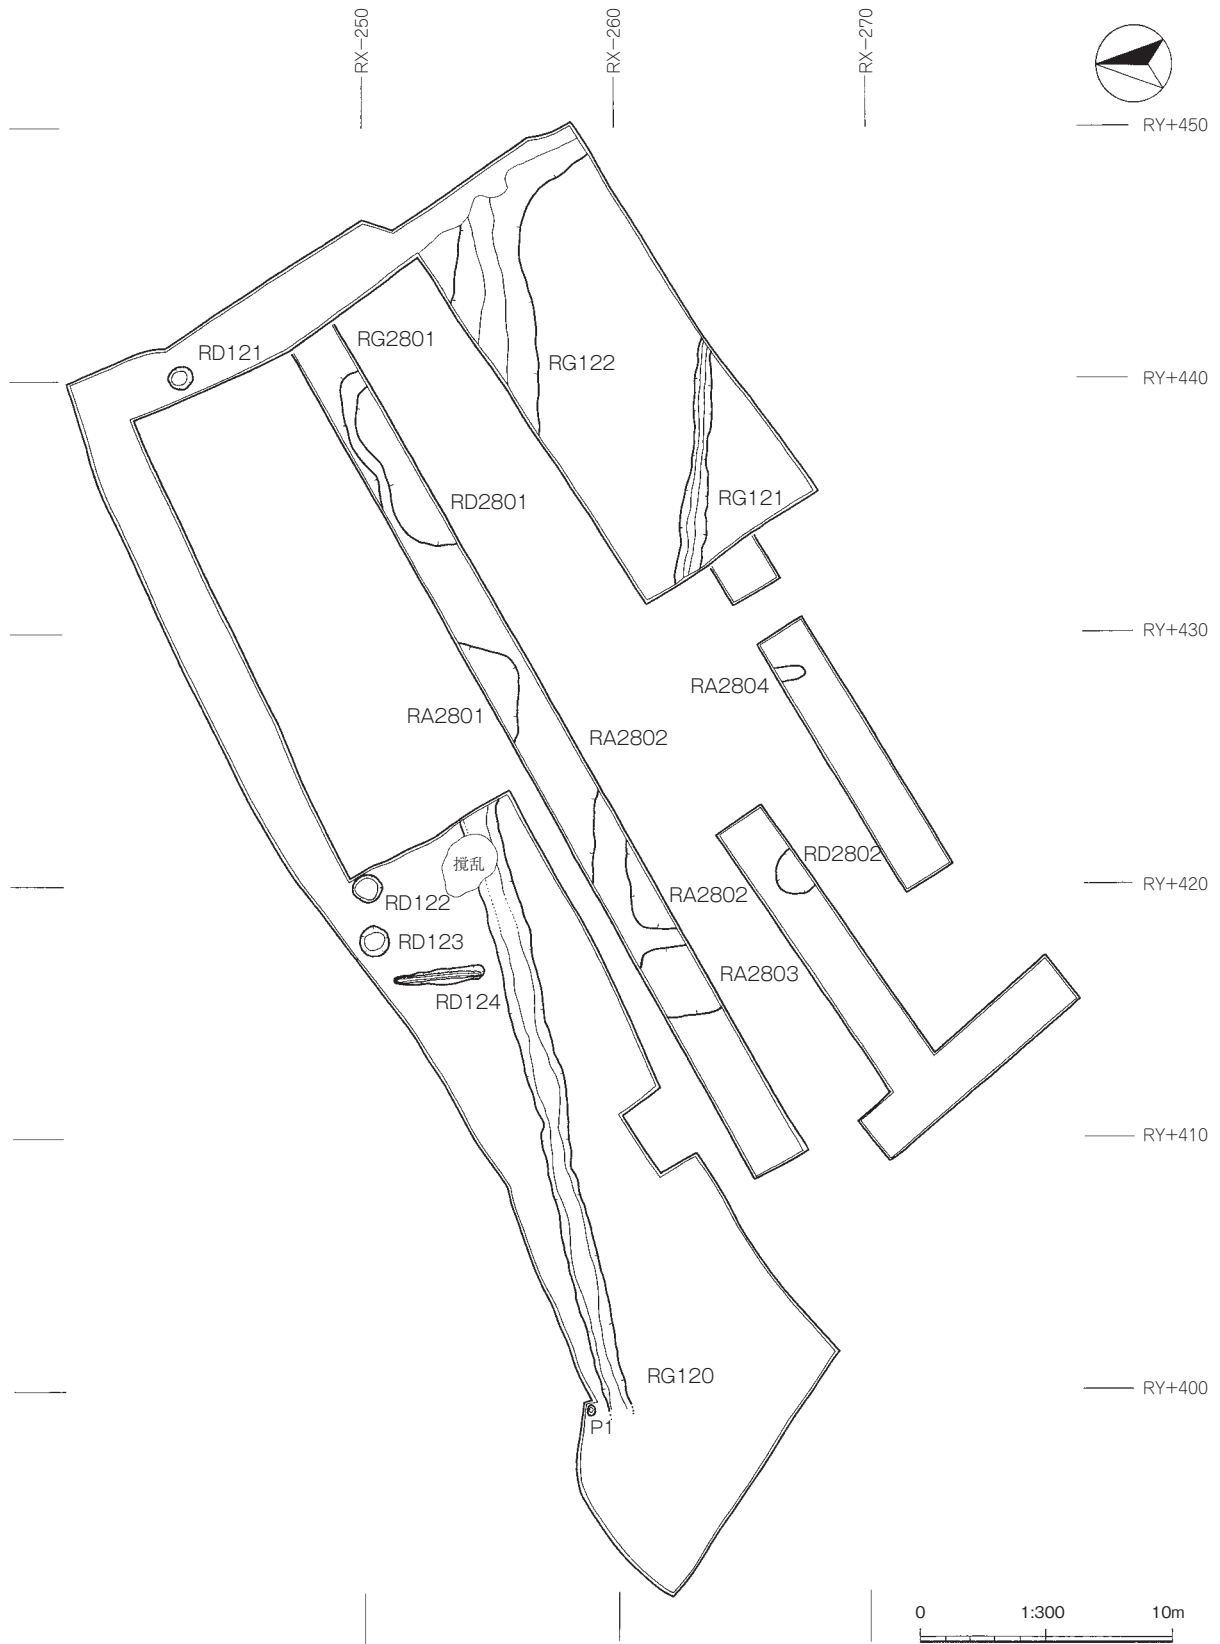 RX-250
RX-260
RX-270
RY+450
RD121
RG2801
RG122
RY+440
RD2801
RG121
RY+430
RA2804
RA2801
RA2802
撹乱
RD2802
RD122
RA2802
RY+420
RD123
RA2803
RD124
RY+410
RG120
RY+400
P1
0 1:300 10m